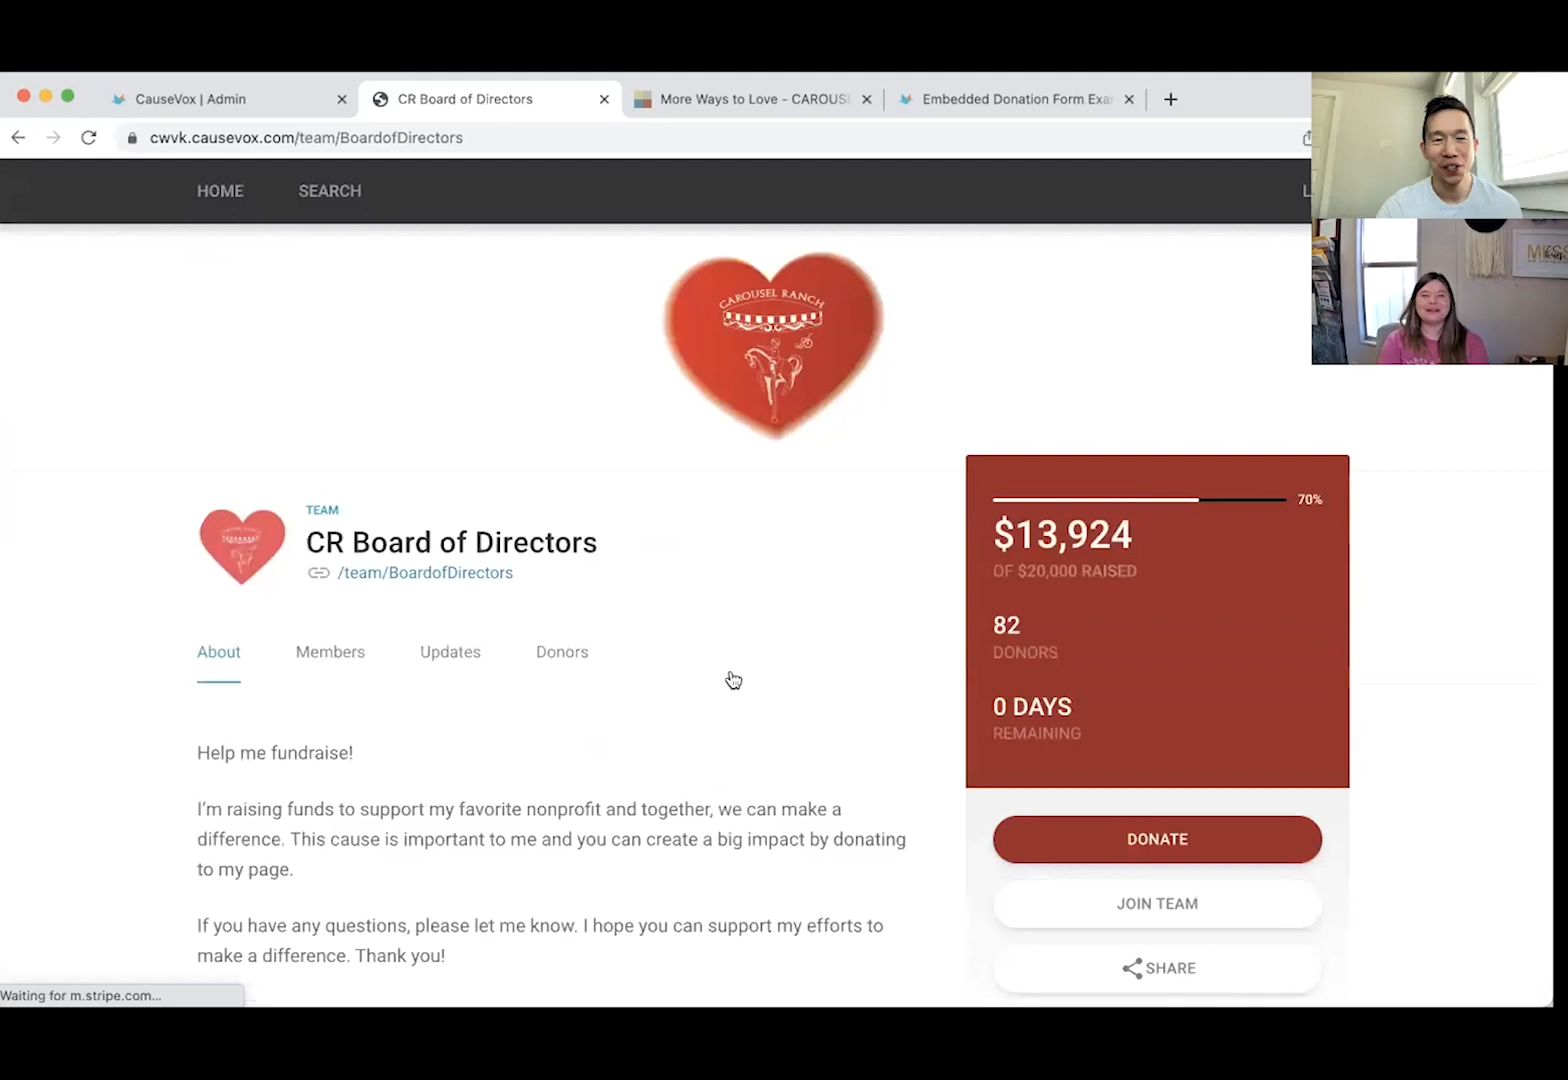 CauseVox | Admin
CR Board of Directors
More Ways to Love - CAROUS
Embedded Donation Form Exa
cwvk.causevox.com/team/BoardofDirectors
HOME
SEARCH
L
CAROUSEL RANCH
TEAM
CR Board of Directors
/team/BoardofDirectors
About
Members
Updates
Donors
Help me fundraise!
I'm raising funds to support my favorite nonprofit and together, we can make a
difference. This cause is important to me and you can create a big impact by donating
to my page.
If you have any questions, please let me know. I hope you can support my efforts to
make a difference. Thank you!
70%
$13,924
OF $20,000 RAISED
82
DONORS
0 DAYS
REMAINING
DONATE
JOIN TEAM
SHARE
Waiting for m.stripe.com...